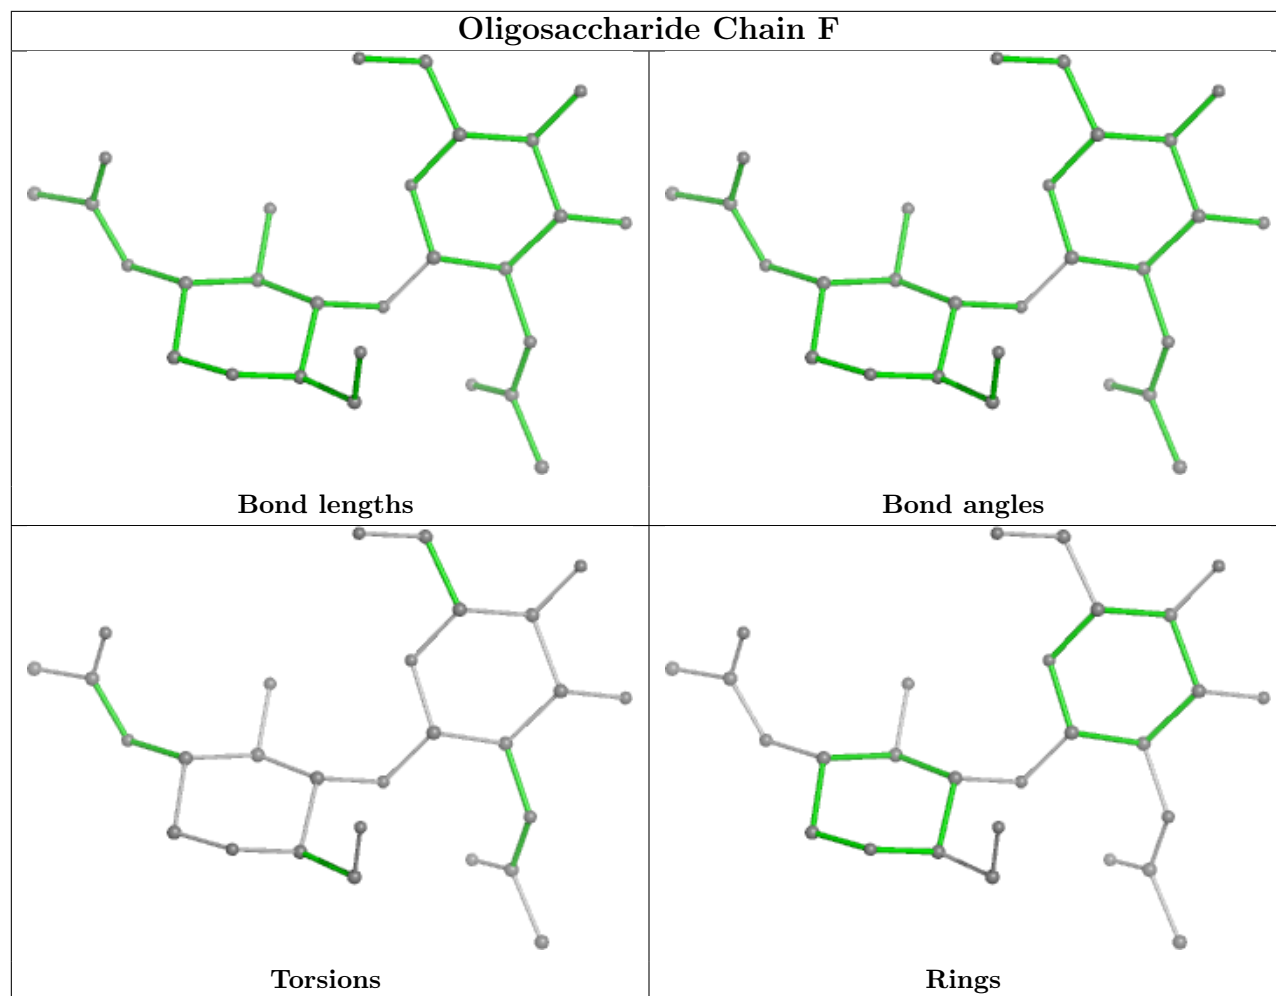 Oligosaccharide Chain F
Bond lengths
Bond angles
Torsions
Rings